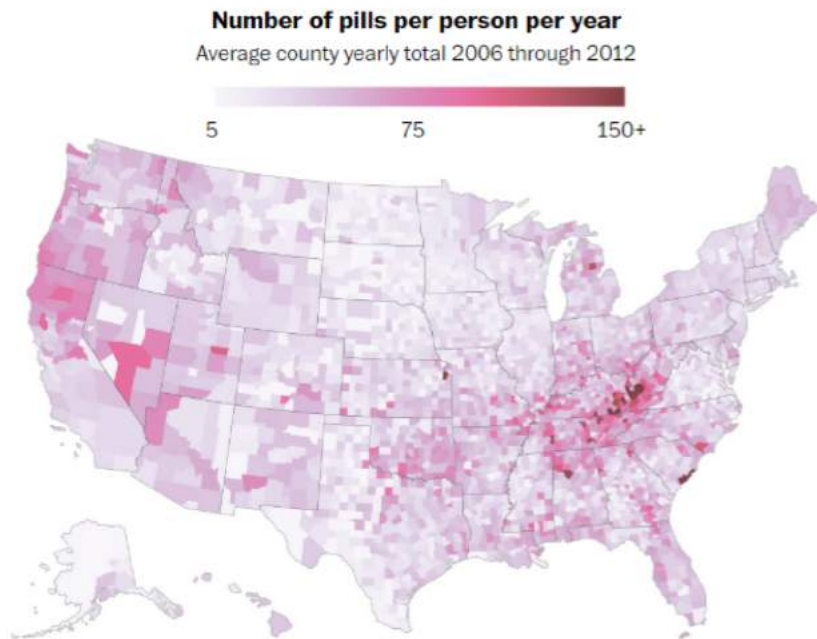 Number of pills per person per year
Average county yearly total 2006 through 2012
5 75 150+